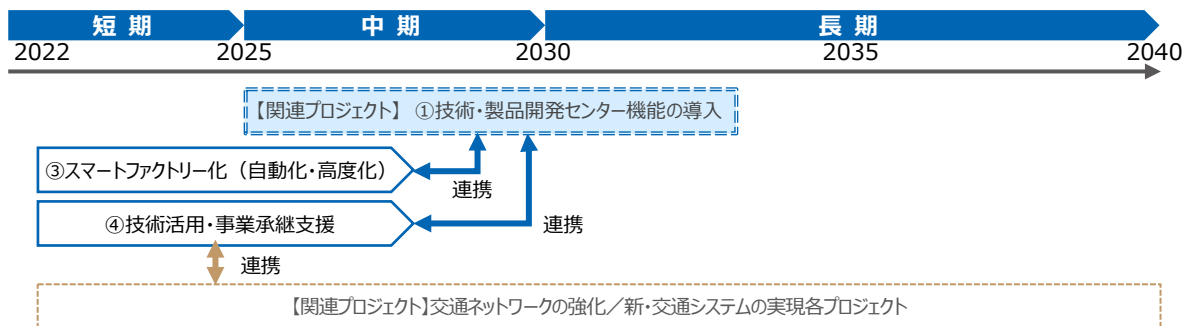 短期 中期 長期
2022 2025 2030 2035 2040
【関連プロジェクト】 ①技術・製品開発センター機能の導入
③スマートファクトリー化（自動化・高度化）
連携
④技術活用・事業承継支援
連携
連携
【関連プロジェクト】交通ネットワークの強化／新・交通システムの実現各プロジェクト